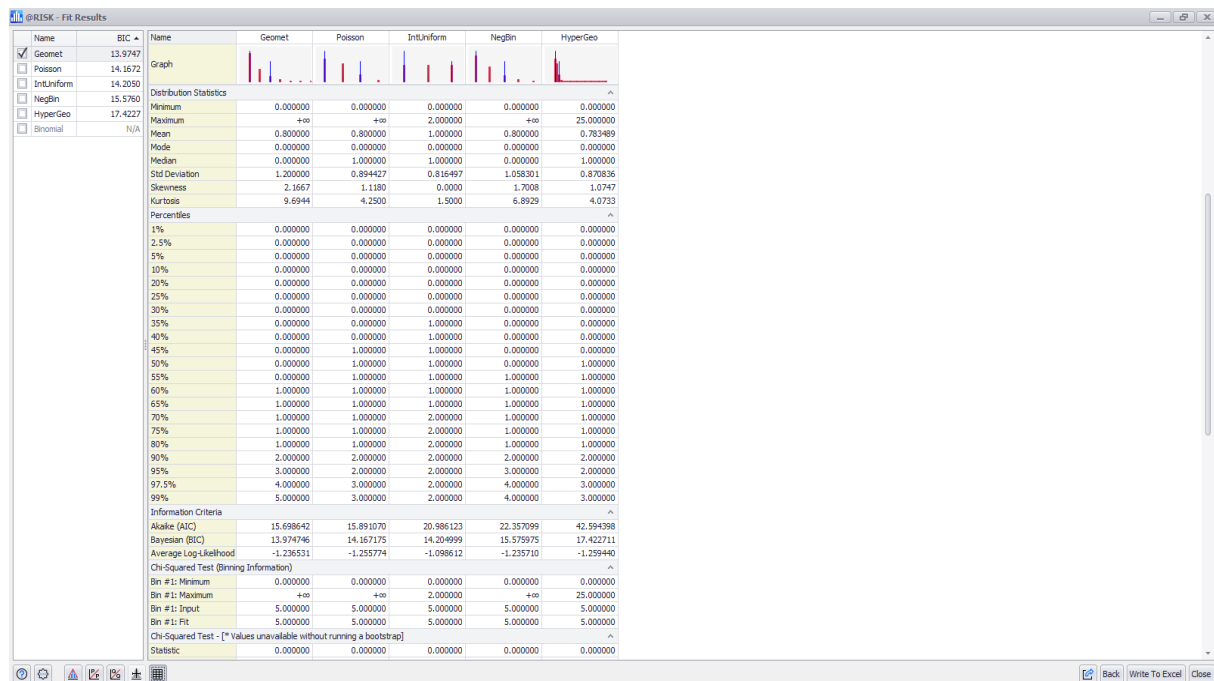 @RISK - Fit Results
Name BIC
Geomet 13.9747
Poisson 14.1672
IntUniform 14.2050
NegBin 15.5760
HyperGeo 17.4227
Binomial N/A
Name Geomet Poisson IntUniform NegBin HyperGeo
Graph
Distribution Statistics
Minimum 0.000000 0.000000 0.000000 0.000000 0.000000
Maximum +∞ +∞ 2.000000 +∞ 25.000000
Mean 0.800000 0.800000 1.000000 0.800000 0.783489
Mode 0.000000 0.000000 0.000000 0.000000 0.000000
Median 0.000000 1.000000 1.000000 0.000000 1.000000
Std Deviation 1.200000 0.894427 0.816497 1.058301 0.870836
Skewness 2.1667 1.1180 0.0000 1.7008 1.0747
Kurtosis 9.6944 4.2500 1.5000 6.8929 4.0733
Percentiles
1% 0.000000 0.000000 0.000000 0.000000 0.000000
2.5% 0.000000 0.000000 0.000000 0.000000 0.000000
5% 0.000000 0.000000 0.000000 0.000000 0.000000
10% 0.000000 0.000000 0.000000 0.000000 0.000000
20% 0.000000 0.000000 0.000000 0.000000 0.000000
25% 0.000000 0.000000 0.000000 0.000000 0.000000
30% 0.000000 0.000000 0.000000 0.000000 0.000000
35% 0.000000 0.000000 1.000000 0.000000 0.000000
40% 0.000000 0.000000 1.000000 0.000000 0.000000
45% 0.000000 1.000000 1.000000 0.000000 0.000000
50% 0.000000 1.000000 1.000000 0.000000 1.000000
55% 0.000000 1.000000 1.000000 1.000000 1.000000
60% 1.000000 1.000000 1.000000 1.000000 1.000000
65% 1.000000 1.000000 1.000000 1.000000 1.000000
70% 1.000000 1.000000 2.000000 1.000000 1.000000
75% 1.000000 1.000000 2.000000 1.000000 1.000000
80% 1.000000 1.000000 2.000000 1.000000 1.000000
90% 2.000000 2.000000 2.000000 2.000000 2.000000
95% 3.000000 2.000000 2.000000 3.000000 2.000000
97.5% 4.000000 3.000000 2.000000 4.000000 3.000000
99% 5.000000 3.000000 2.000000 4.000000 3.000000
Information Criteria
Akaike (AIC) 15.698642 15.891070 20.986123 22.357099 42.594398
Bayesian (BIC) 13.974746 14.167175 14.204999 15.575975 17.422711
Average Log-Likelihood -1.236531 -1.255774 -1.098612 -1.235710 -1.259440
Chi-Squared Test (Binning Information)
Bin #1: Minimum 0.000000 0.000000 0.000000 0.000000 0.000000
Bin #1: Maximum +∞ +∞ 2.000000 +∞ 25.000000
Bin #1: Input 5.000000 5.000000 5.000000 5.000000 5.000000
Bin #1: Fit 5.000000 5.000000 5.000000 5.000000 5.000000
Chi-Squared Test - [* Values unavailable without running a bootstrap]
Statistic 0.000000 0.000000 0.000000 0.000000 0.000000
Back Write To Excel Close